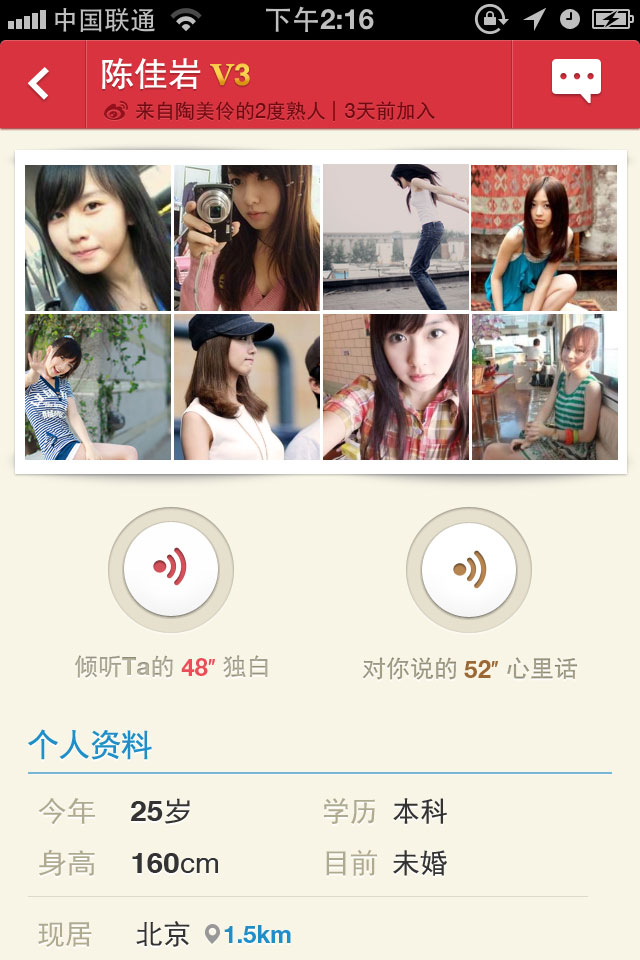 中国联通 下午2:16
陈佳岩 V3
来自陶美伶的2度熟人 | 3天前加入
倾听Ta的 48" 独白 对你说的 52" 心里话
个人资料
今年 25岁 学历 本科
身高 160cm 目前 未婚
现居 北京 1.5km